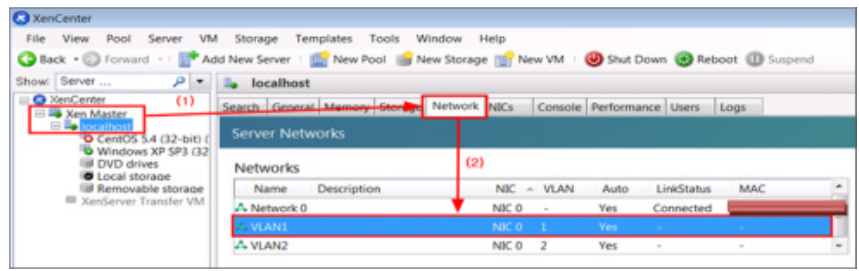 XenCenter
File View Pool Server VM Storage Templates Tools Window Help
Back Forward Add New Server New Pool New Storage New VM Shut Down Reboot Suspend
Show: Server ...
localhost
XenCenter (1)
Xen Master
localhost
CentOS 5.4 (32-bit) (
Windows XP SP3 (32
DVD drives
Local storage
Removable storage
XenServer Transfer VM
Search General Memory Storage Network NICs Console Performance Users Logs
Server Networks
Networks (2)
Name Description NIC VLAN Auto LinkStatus MAC
Network 0 NIC 0 - Yes Connected
VLAN1 NIC 0 1 Yes - -
VLAN2 NIC 0 2 Yes - -